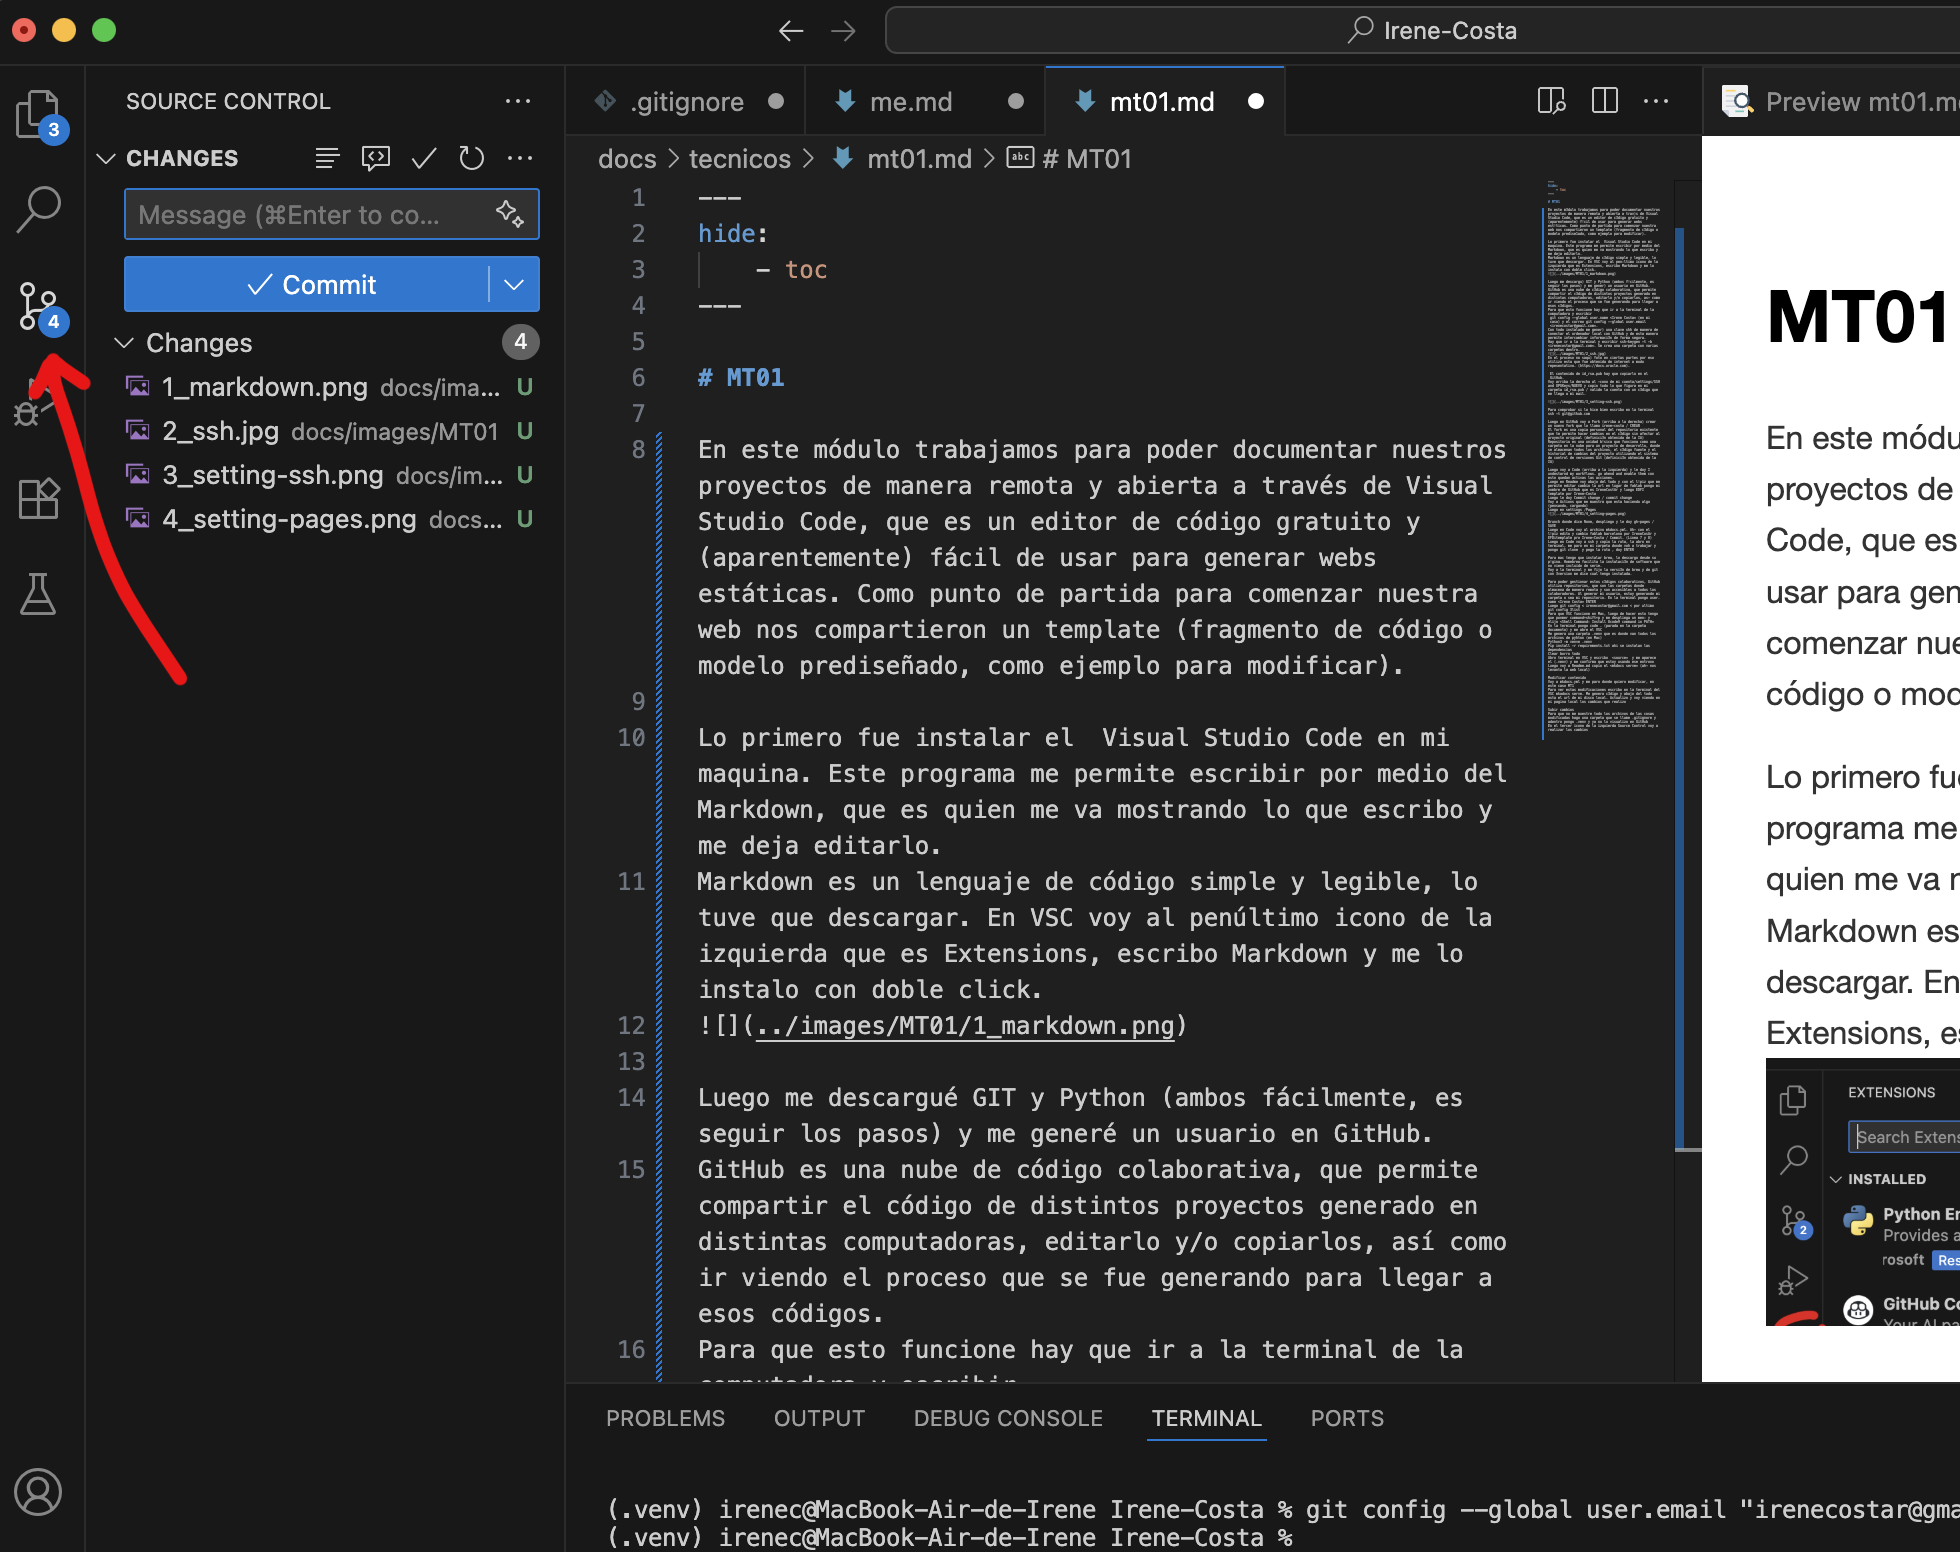 Irene-Costa
SOURCE CONTROL
.gitignore
me.md
mt01.md
Preview mt01.m
3
CHANGES
docs > tecnicos > mt01.md > # MT01
Message (⌘Enter to co...
Commit
4
Changes 4
1_markdown.png docs/ima... U
2_ssh.jpg docs/images/MT01 U
3_setting-ssh.png docs/im... U
4_setting-pages.png docs... U
1 ---
2 hide:
3     - toc
4 ---
5
6 # MT01
7
8 En este módulo trabajamos para poder documentar nuestros
proyectos de manera remota y abierta a través de Visual
Studio Code, que es un editor de código gratuito y
(aparentemente) fácil de usar para generar webs
estáticas. Como punto de partida para comenzar nuestra
web nos compartieron un template (fragmento de código o
modelo prediseñado, como ejemplo para modificar).
9
10 Lo primero fue instalar el  Visual Studio Code en mi
maquina. Este programa me permite escribir por medio del
Markdown, que es quien me va mostrando lo que escribo y
me deja editarlo.
11 Markdown es un lenguaje de código simple y legible, lo
tuve que descargar. En VSC voy al penúltimo icono de la
izquierda que es Extensions, escribo Markdown y me lo
instalo con doble click.
12 ![](../images/MT01/1_markdown.png)
13
14 Luego me descargué GIT y Python (ambos fácilmente, es
seguir los pasos) y me generé un usuario en GitHub.
15 GitHub es una nube de código colaborativa, que permite
compartir el código de distintos proyectos generado en
distintas computadoras, editarlo y/o copiarlos, así como
ir viendo el proceso que se fue generando para llegar a
esos códigos.
16 Para que esto funcione hay que ir a la terminal de la
computadora y escribir
MT01
En este módu
proyectos de
Code, que es
usar para gen
comenzar nue
código o mod
Lo primero fu
programa me
quien me va
Markdown es
descargar. En
Extensions, es
EXTENSIONS
Search Exten
INSTALLED
Python En
Provides a
rosoft Res
2
GitHub Co
Your AI pa
PROBLEMS OUTPUT DEBUG CONSOLE TERMINAL PORTS
(.venv) irenec@MacBook-Air-de-Irene Irene-Costa % git config --global user.email "irenecostar@gma
(.venv) irenec@MacBook-Air-de-Irene Irene-Costa %